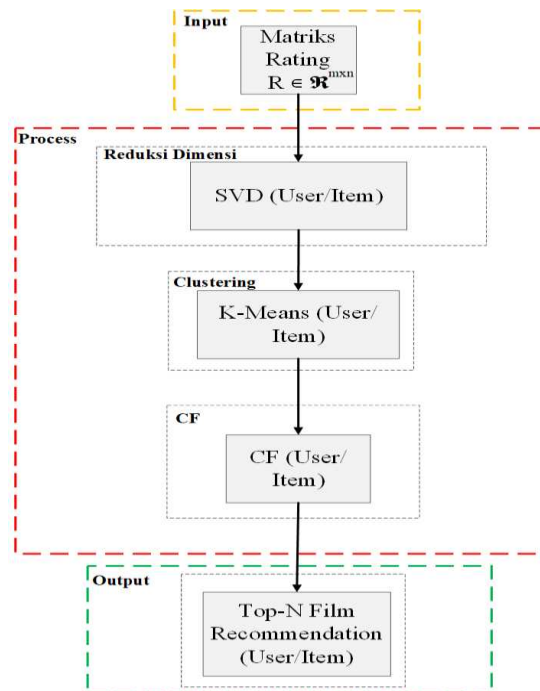 Input
Matriks
Rating
R ∈ ℜmxn
Process
Reduksi Dimensi
SVD (User/Item)
Clustering
K-Means (User/
Item)
CF
CF (User/
Item)
Output
Top-N Film
Recommendation
(User/Item)